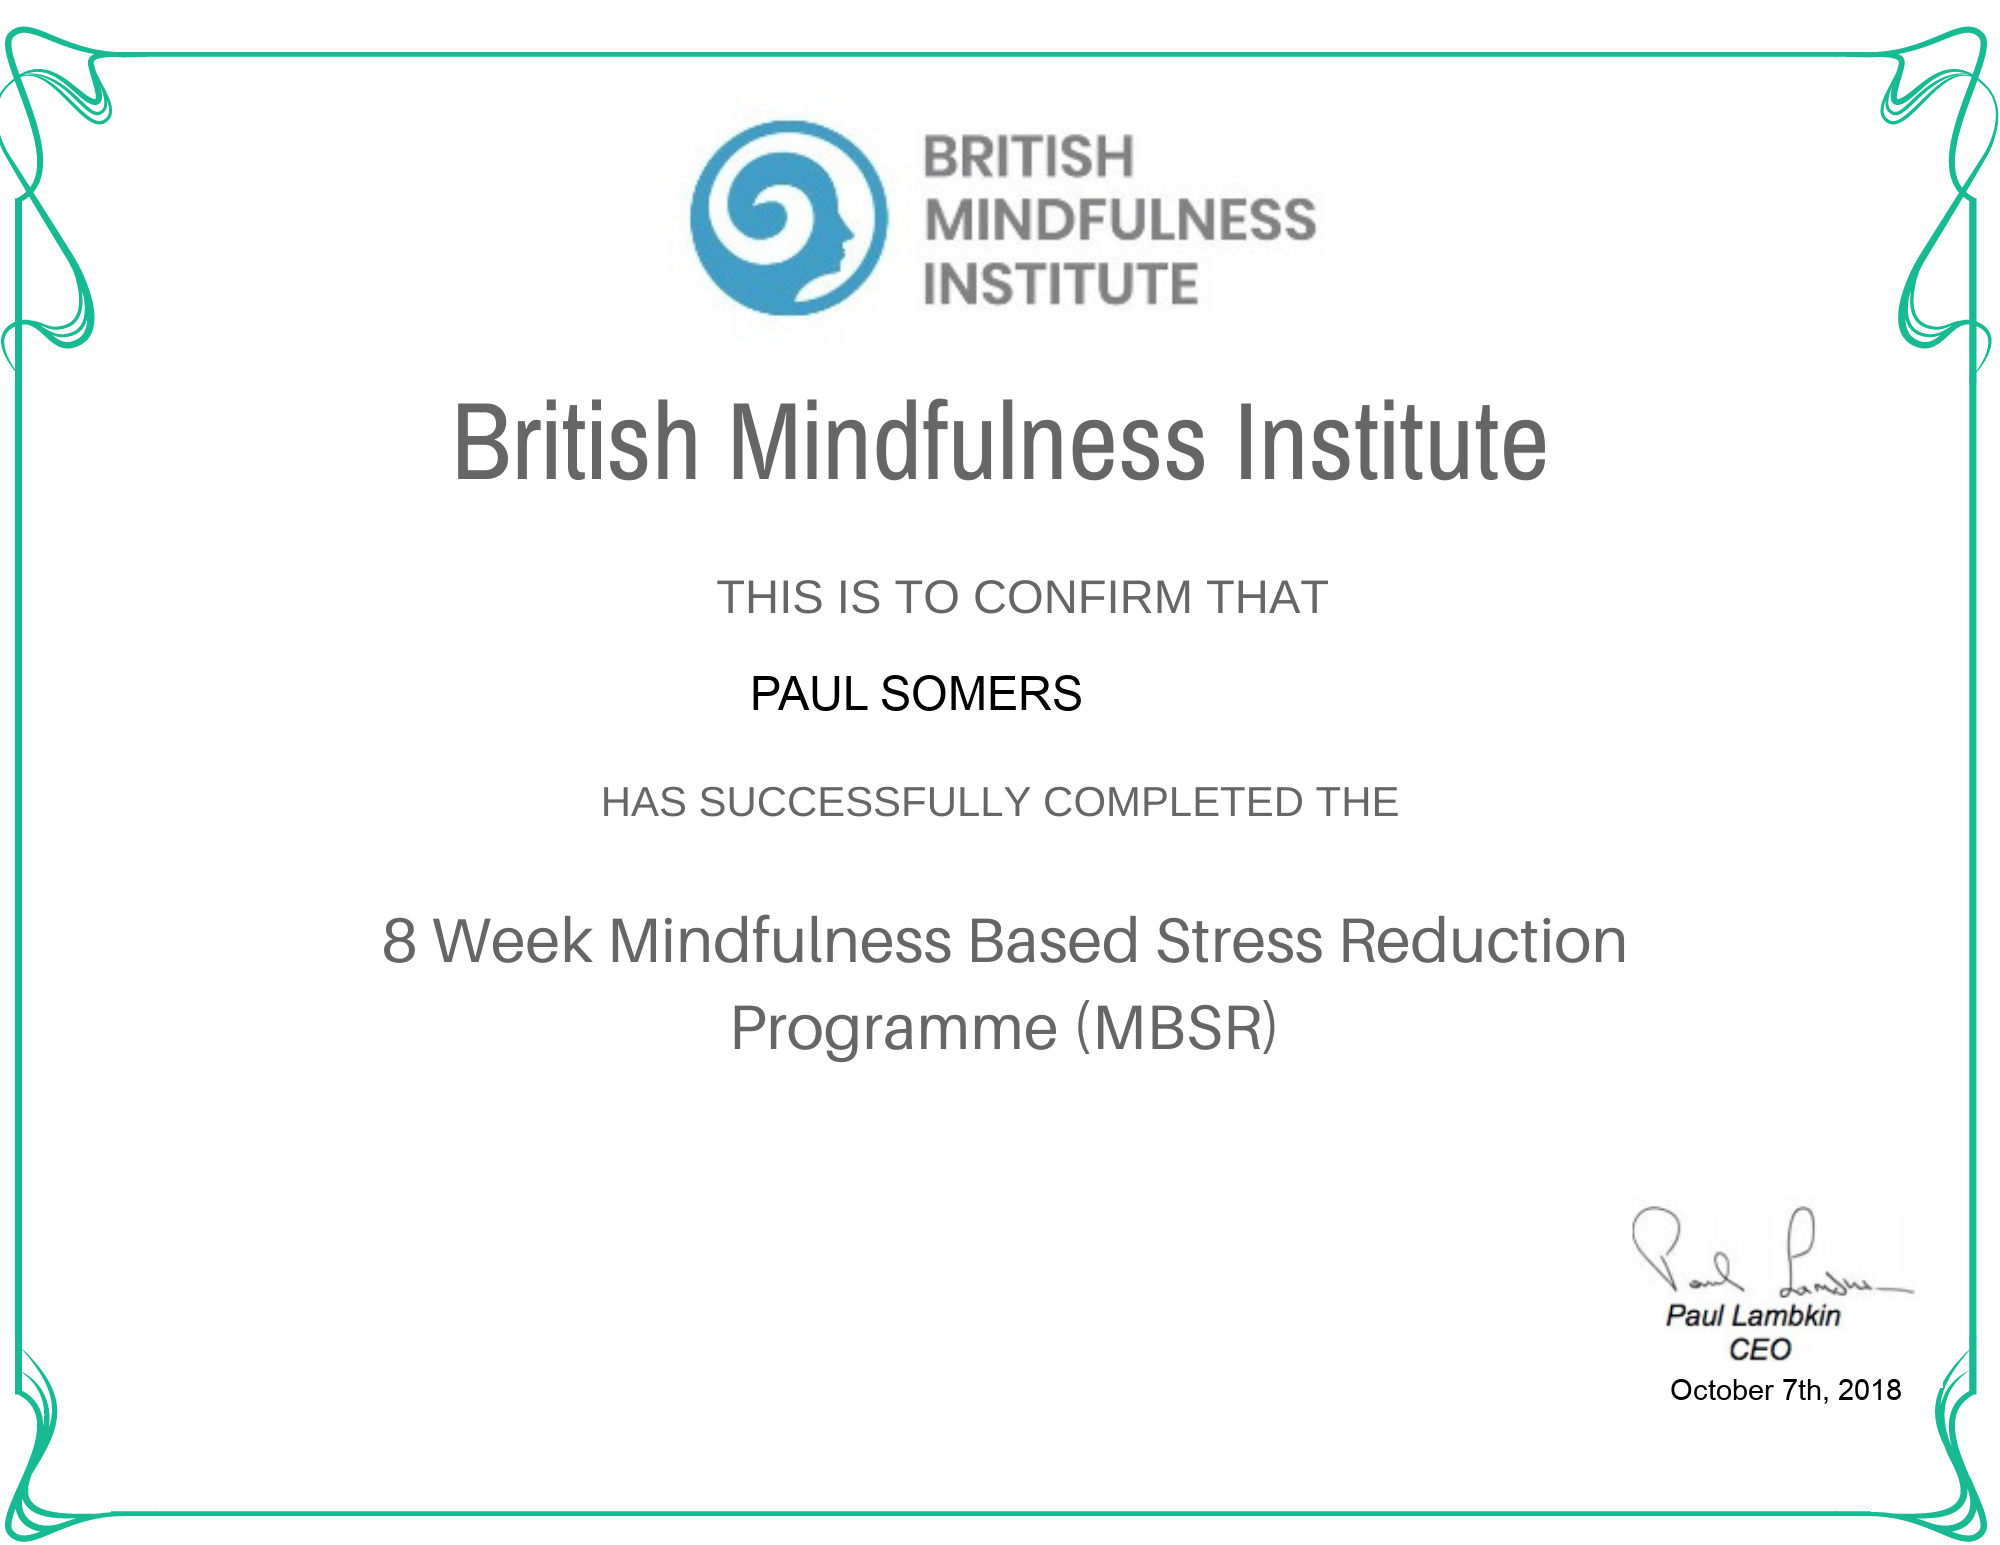 BRITISH
MINDFULNESS
INSTITUTE
British Mindfulness Institute
THIS IS TO CONFIRM THAT
PAUL SOMERS
HAS SUCCESSFULLY COMPLETED THE
8 Week Mindfulness Based Stress Reduction
Programme (MBSR)
Paul Lambkin
Paul Lambkin
CEO
October 7th, 2018